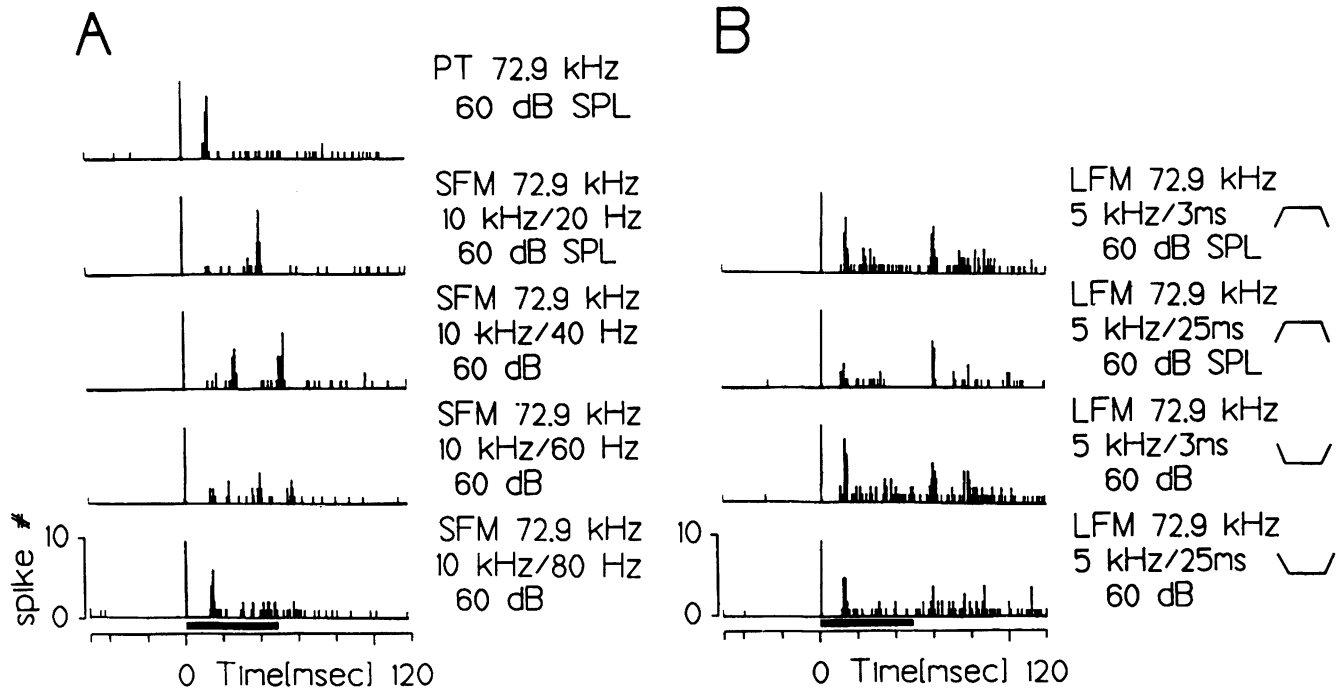 A
PT 72.9 kHz
60 dB SPL
SFM 72.9 kHz
10 kHz/20 Hz
60 dB SPL
SFM 72.9 kHz
10 kHz/40 Hz
60 dB
SFM 72.9 kHz
10 kHz/60 Hz
60 dB
SFM 72.9 kHz
10 kHz/80 Hz
60 dB
spike #
10
0
0 Time[msec] 120
B
LFM 72.9 kHz
5 kHz/3ms
60 dB SPL
LFM 72.9 kHz
5 kHz/25ms
60 dB SPL
LFM 72.9 kHz
5 kHz/3ms
60 dB
LFM 72.9 kHz
5 kHz/25ms
60 dB
10
0
0 Time[msec] 120